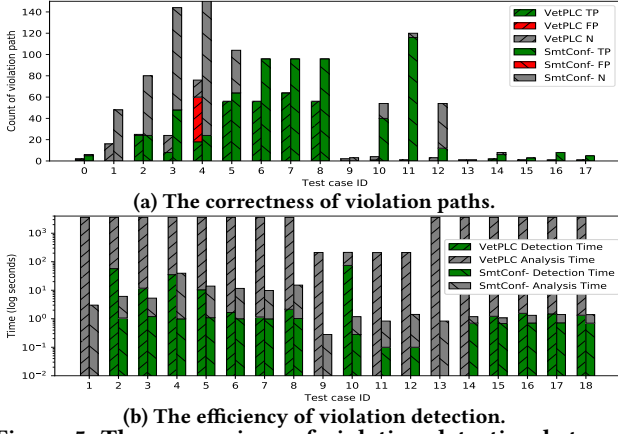 140
120
100
80
60
40
20
0
Count of violation path
VetPLC TP
VetPLC FP
VetPLC N
SmtConf- TP
SmtConf- FP
SmtConf- N
0 1 2 3 4 5 6 7 8 9 10 11 12 13 14 15 16 17
Test case ID
(a) The correctness of violation paths.
10³
10²
10¹
10⁰
10⁻¹
10⁻²
Time (log seconds)
VetPLC Detection Time
VetPLC Analysis Time
SmtConf- Detection Time
SmtConf- Analysis Time
1 2 3 4 5 6 7 8 9 10 11 12 13 14 15 16 17 18
Test case ID
(b) The efficiency of violation detection.